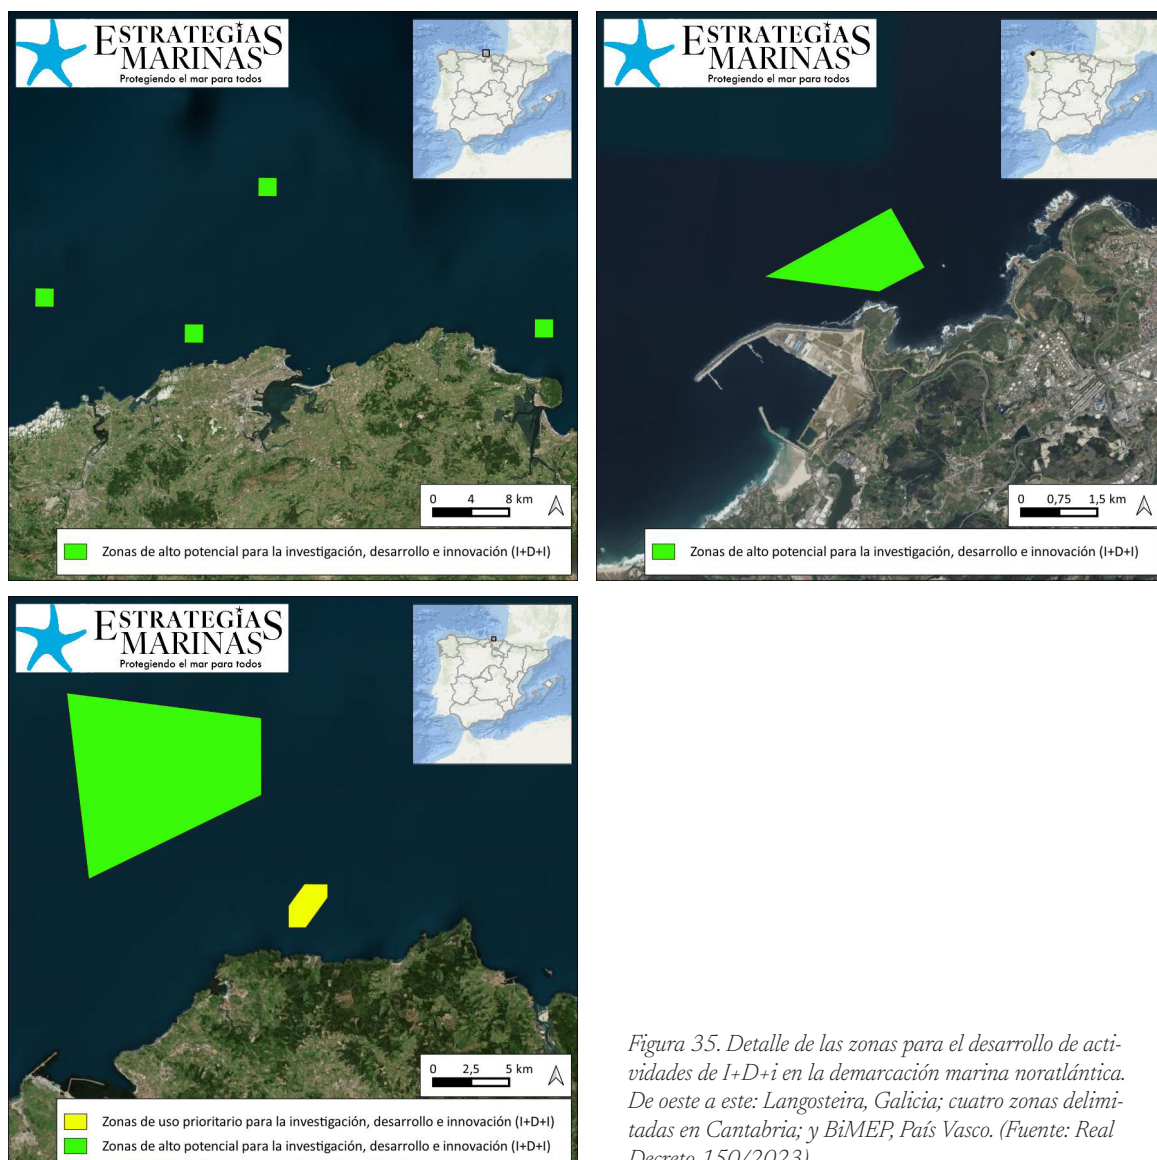 ESTRATEGIAS
MARINAS
Protegiendo el mar para todos
0 4 8 km
Zonas de alto potencial para la investigación, desarrollo e innovación (I+D+I)
ESTRATEGIAS
MARINAS
Protegiendo el mar para todos
0 0,75 1,5 km
Zonas de alto potencial para la investigación, desarrollo e innovación (I+D+I)
ESTRATEGIAS
MARINAS
Protegiendo el mar para todos
0 2,5 5 km
Zonas de uso prioritario para la investigación, desarrollo e innovación (I+D+I)
Zonas de alto potencial para la investigación, desarrollo e innovación (I+D+I)
Figura 35. Detalle de las zonas para el desarrollo de acti-
vidades de I+D+i en la demarcación marina noratlántica.
De oeste a este: Langosteira, Galicia; cuatro zonas delimi-
tadas en Cantabria; y BiMEP, País Vasco. (Fuente: Real
Decreto 150/2023)